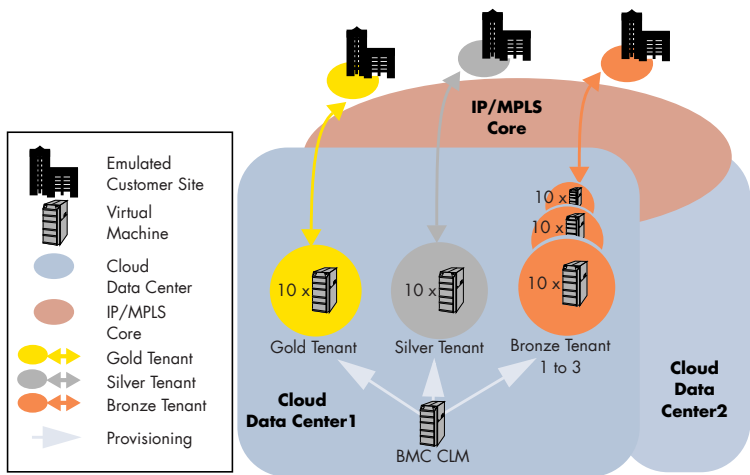 IP/MPLS
Core
10 x
10 x
10 x
10 x
10 x
Gold Tenant
Silver Tenant
Bronze Tenant
1 to 3
Cloud
Data Center1
BMC CLM
Cloud
Data
Center2
Emulated
Customer Site
Virtual
Machine
Cloud
Data Center
IP/MPLS
Core
Gold Tenant
Silver Tenant
Bronze Tenant
Provisioning